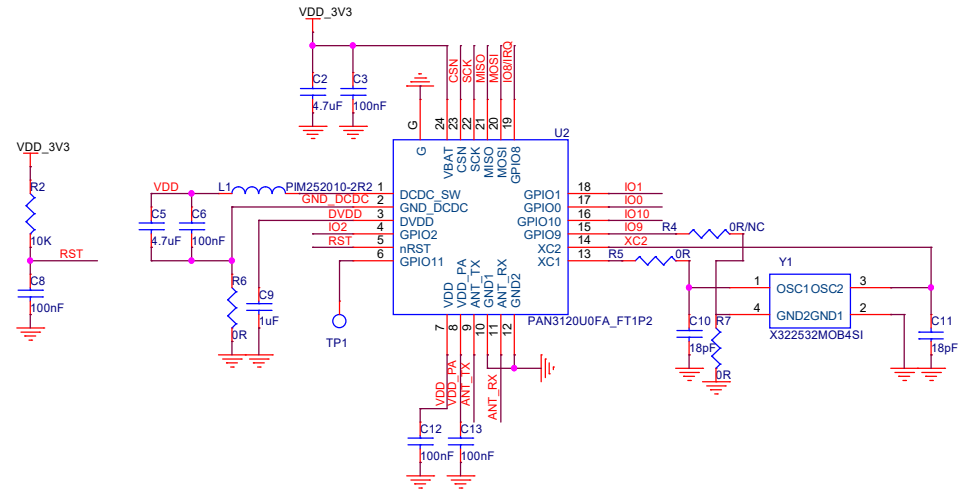 VDD_3V3
C2
4.7uF
C3
100nF
CSN
SCK
MISO
MOSI
IO8/IRQ
G
24
23
22
21
20
19
U2
G
VBAT
CSN
SCK
MISO
MOSI
GPIO8
VDD_3V3
R2
10K
RST
C8
100nF
VDD
L1
PIM252010-2R2
GND_DCDC
DVDD
IO2
RST
C5
4.7uF
C6
100nF
R6
0R
C9
1uF
TP1
1
2
3
4
5
6
DCDC_SW
GND_DCDC
DVDD
GPIO2
nRST
GPIO11
GPIO1
GPIO0
GPIO10
GPIO9
XC2
XC1
18
17
16
15
14
13
IO1
IO0
IO10
IO9
XC2
R4
0R/NC
R5
0R
Y1
1
OSC1
OSC2
3
4
GND2
GND1
2
X322532MOB4SI
C10
18pF
R7
0R
C11
18pF
VDD
VDD_PA
ANT_TX
GND1
ANT_RX
GND2
PAN3120U0FA_FT1P2
7
8
9
10
11
12
VDD
VDD_PA
ANT_TX
ANT_RX
C12
100nF
C13
100nF